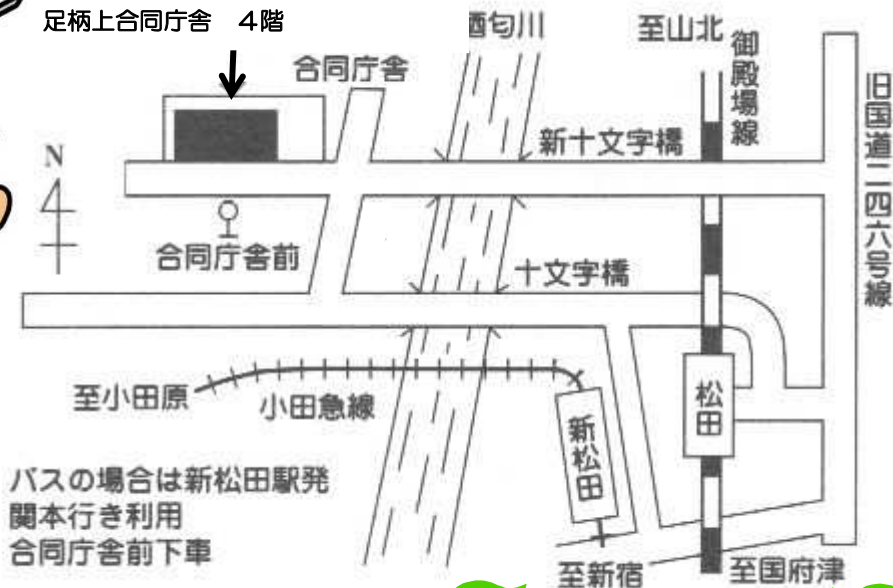 足柄上合同庁舎 4階
酒匂川
至山北
御殿場線
合同庁舎
旧国道二四六号線
新十文字橋
N
合同庁舎前
十文字橋
至小田原
小田急線
松田
新松田
バスの場合は新松田駅発
関本行き利用
合同庁舎前下車
至新宿
至国府津